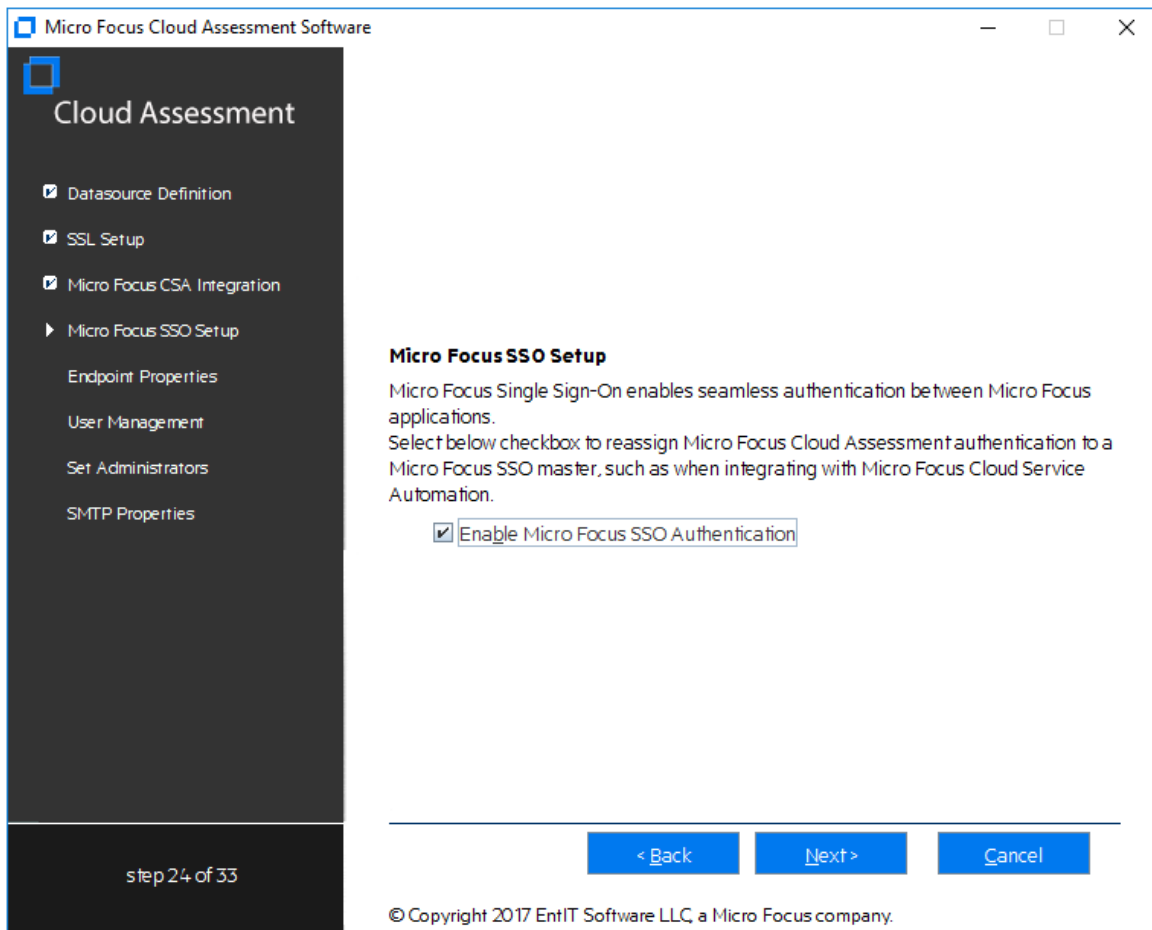 Micro Focus Cloud Assessment Software
Cloud Assessment
Datasource Definition
SSL Setup
Micro Focus CSA Integration
Micro Focus SSO Setup
Endpoint Properties
User Management
Set Administrators
SMTP Properties
step 24 of 33
Micro Focus SSO Setup
Micro Focus Single Sign-On enables seamless authentication between Micro Focus
applications.
Select below checkbox to reassign Micro Focus Cloud Assessment authentication to a
Micro Focus SSO master, such as when integrating with Micro Focus Cloud Service
Automation.
Enable Micro Focus SSO Authentication
< Back
Next >
Cancel
© Copyright 2017 EntIT Software LLC, a Micro Focus company.